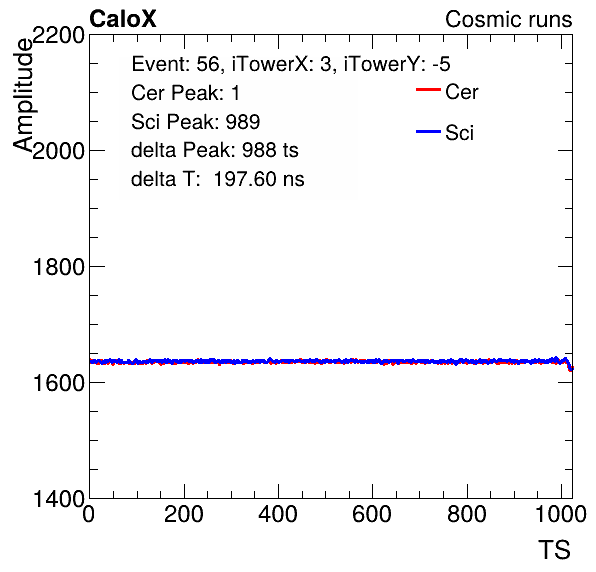 CaloX
Cosmic runs
Amplitude
2200
2000
1800
1600
1400
Event: 56, iTowerX: 3, iTowerY: -5
Cer Peak: 1
Sci Peak: 989
delta Peak: 988 ts
delta T:  197.60 ns
Cer
Sci
0 200 400 600 800 1000
TS